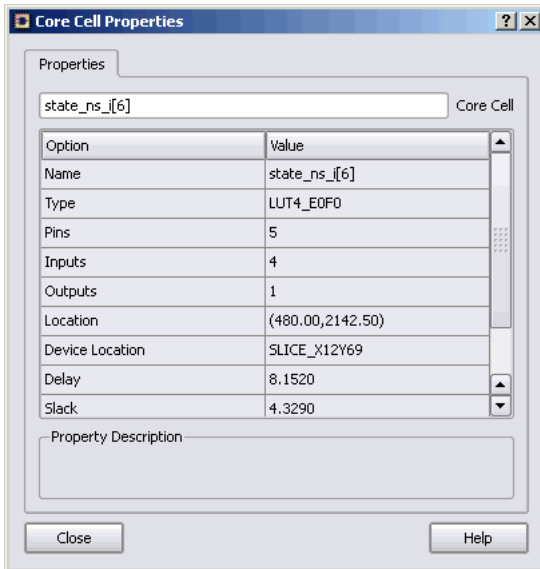 Core Cell Properties
Properties
state_ns_i[6] Core Cell
Option Value
Name state_ns_i[6]
Type LUT4_E0F0
Pins 5
Inputs 4
Outputs 1
Location (480.00,2142.50)
Device Location SLICE_X12Y69
Delay 8.1520
Slack 4.3290
Property Description
Close Help